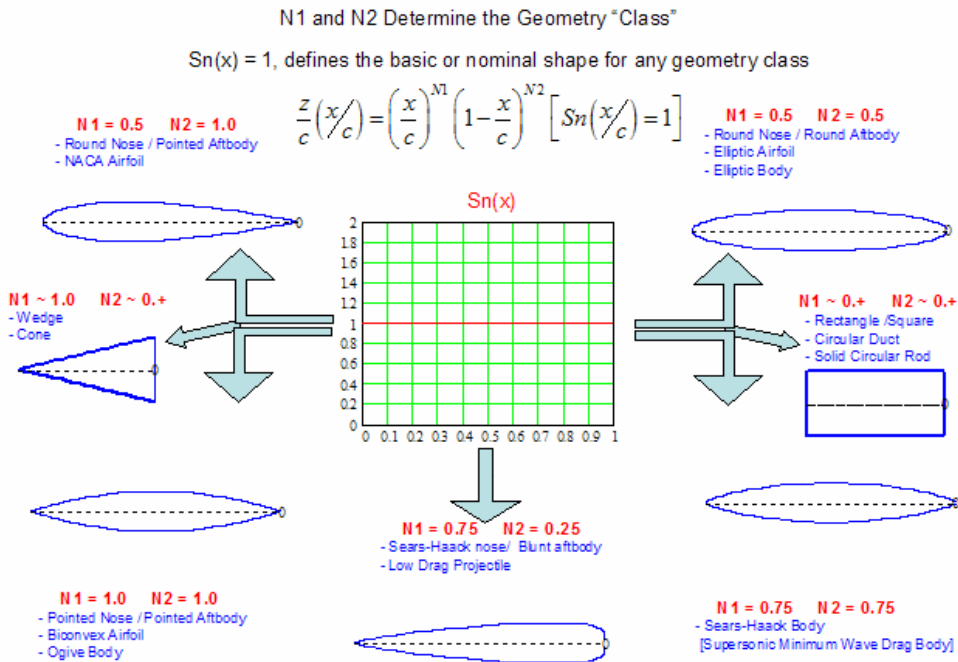 N1 and N2 Determine the Geometry "Class"
Sn(x) = 1, defines the basic or nominal shape for any geometry class
z/c (x/c) = (x/c)^N1 (1 - x/c)^N2 [Sn(x/c) = 1]
N1 = 0.5 N2 = 1.0
- Round Nose / Pointed Aftbody
- NACA Airfoil
N1 = 0.5 N2 = 0.5
- Round Nose / Round Aftbody
- Elliptic Airfoil
- Elliptic Body
Sn(x)
2
1.8
1.6
1.4
1.2
1
0.8
0.6
0.4
0.2
0
0 0.1 0.2 0.3 0.4 0.5 0.6 0.7 0.8 0.9 1
N1 ~ 1.0 N2 ~ 0.+
- Wedge
- Cone
N1 ~ 0.+ N2 ~ 0.+
- Rectangle /Square
- Circular Duct
- Solid Circular Rod
N1 = 0.75 N2 = 0.25
- Sears-Haack nose/ Blunt aftbody
- Low Drag Projectile
N1 = 1.0 N2 = 1.0
- Pointed Nose / Pointed Aftbody
- Biconvex Airfoil
- Ogive Body
N1 = 0.75 N2 = 0.75
- Sears-Haack Body
[Supersonic Minimum Wave Drag Body]